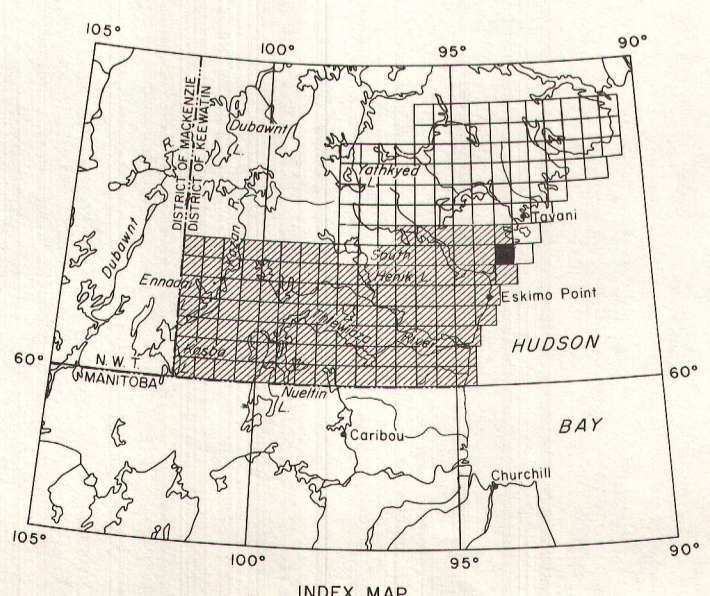 105°
100°
95°
90°
DISTRICT OF MACKENZIE
DISTRICT OF KEEWATIN
Dubawnt
L.
R.
Yathkyed
L.
R.
Tavani
Dubawnt
Kazan
South
Henik L.
Ennadai
L.
Eskimo Point
Thlewiaza
River
HUDSON
Kasba
L.
60°
N. W. T.
MANITOBA
60°
Nueltin
L.
BAY
Caribou
Churchill
105°
100°
95°
90°
INDEX MAP